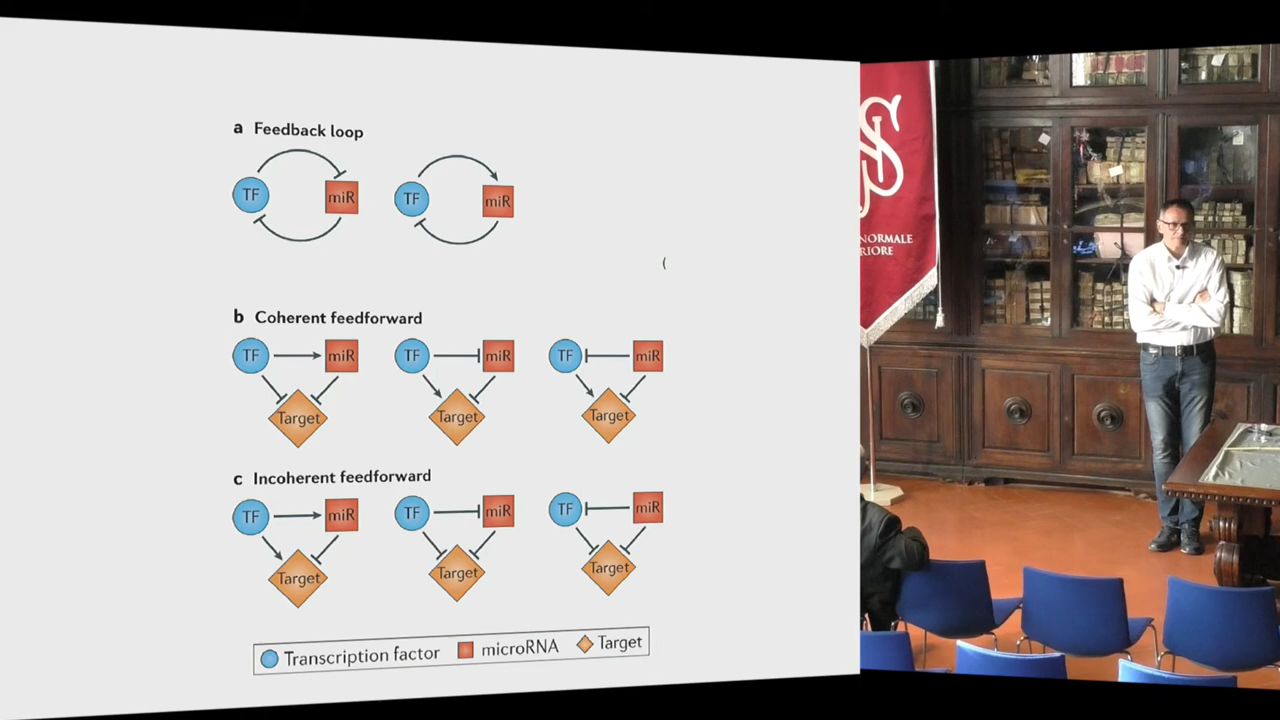 a Feedback loop
TF miR TF miR
(
b Coherent feedforward
TF miR TF miR TF miR
Target Target Target
c Incoherent feedforward
TF miR TF miR TF miR
Target Target Target
Transcription factor microRNA Target
NORMALE
RIORE